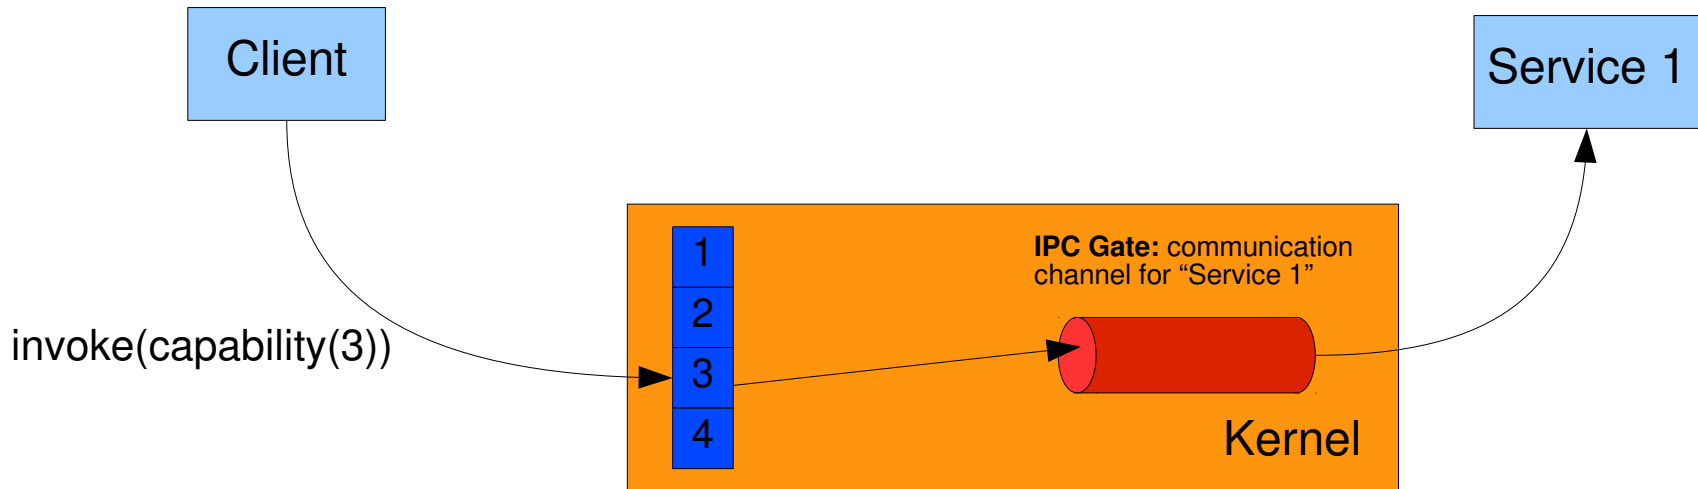 Client
Service 1
invoke(capability(3))
1
2
3
4
IPC Gate: communication
channel for “Service 1”
Kernel